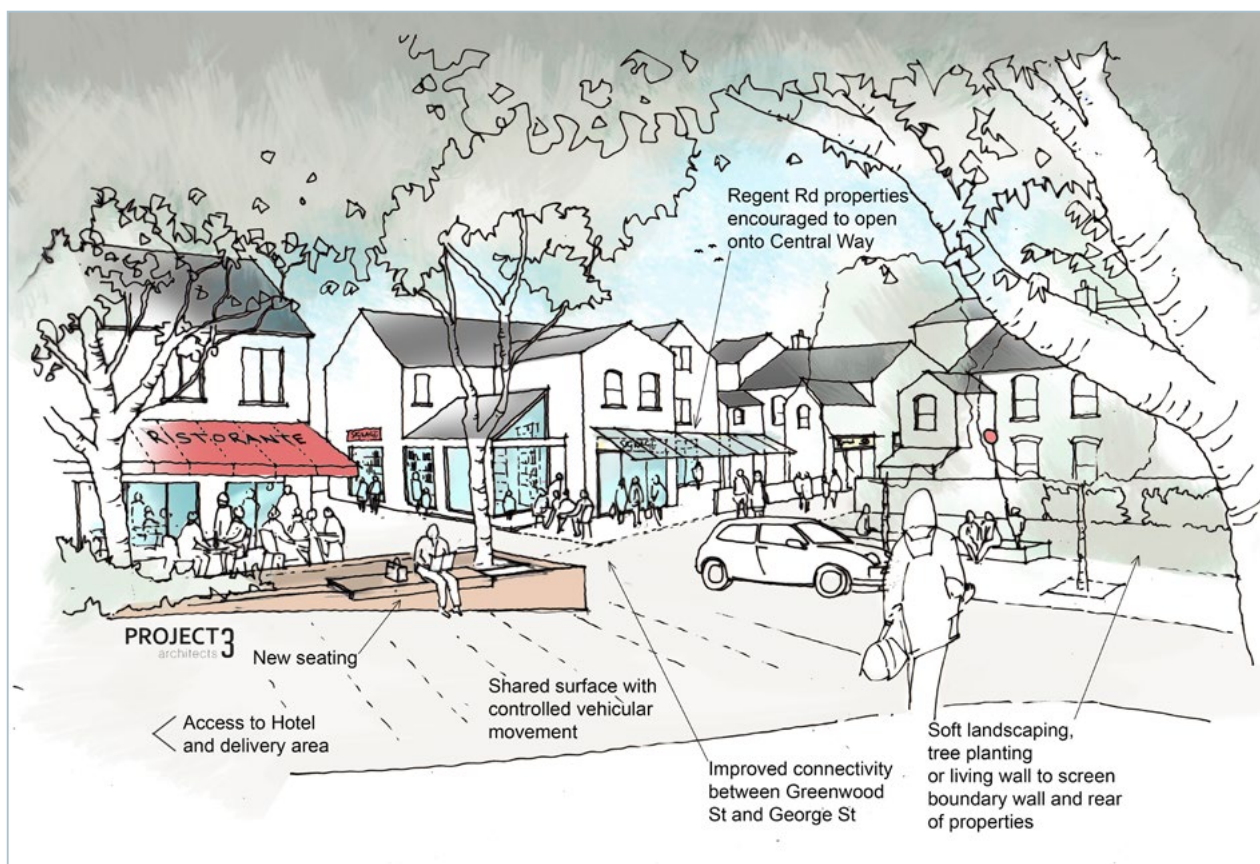 Regent Rd properties
encouraged to open
onto Central Way
RISTORANTE
SIGNAGE
PROJECT3
architects
New seating
Access to Hotel
and delivery area
Shared surface with
controlled vehicular
movement
Improved connectivity
between Greenwood
St and George St
Soft landscaping,
tree planting
or living wall to screen
boundary wall and rear
of properties